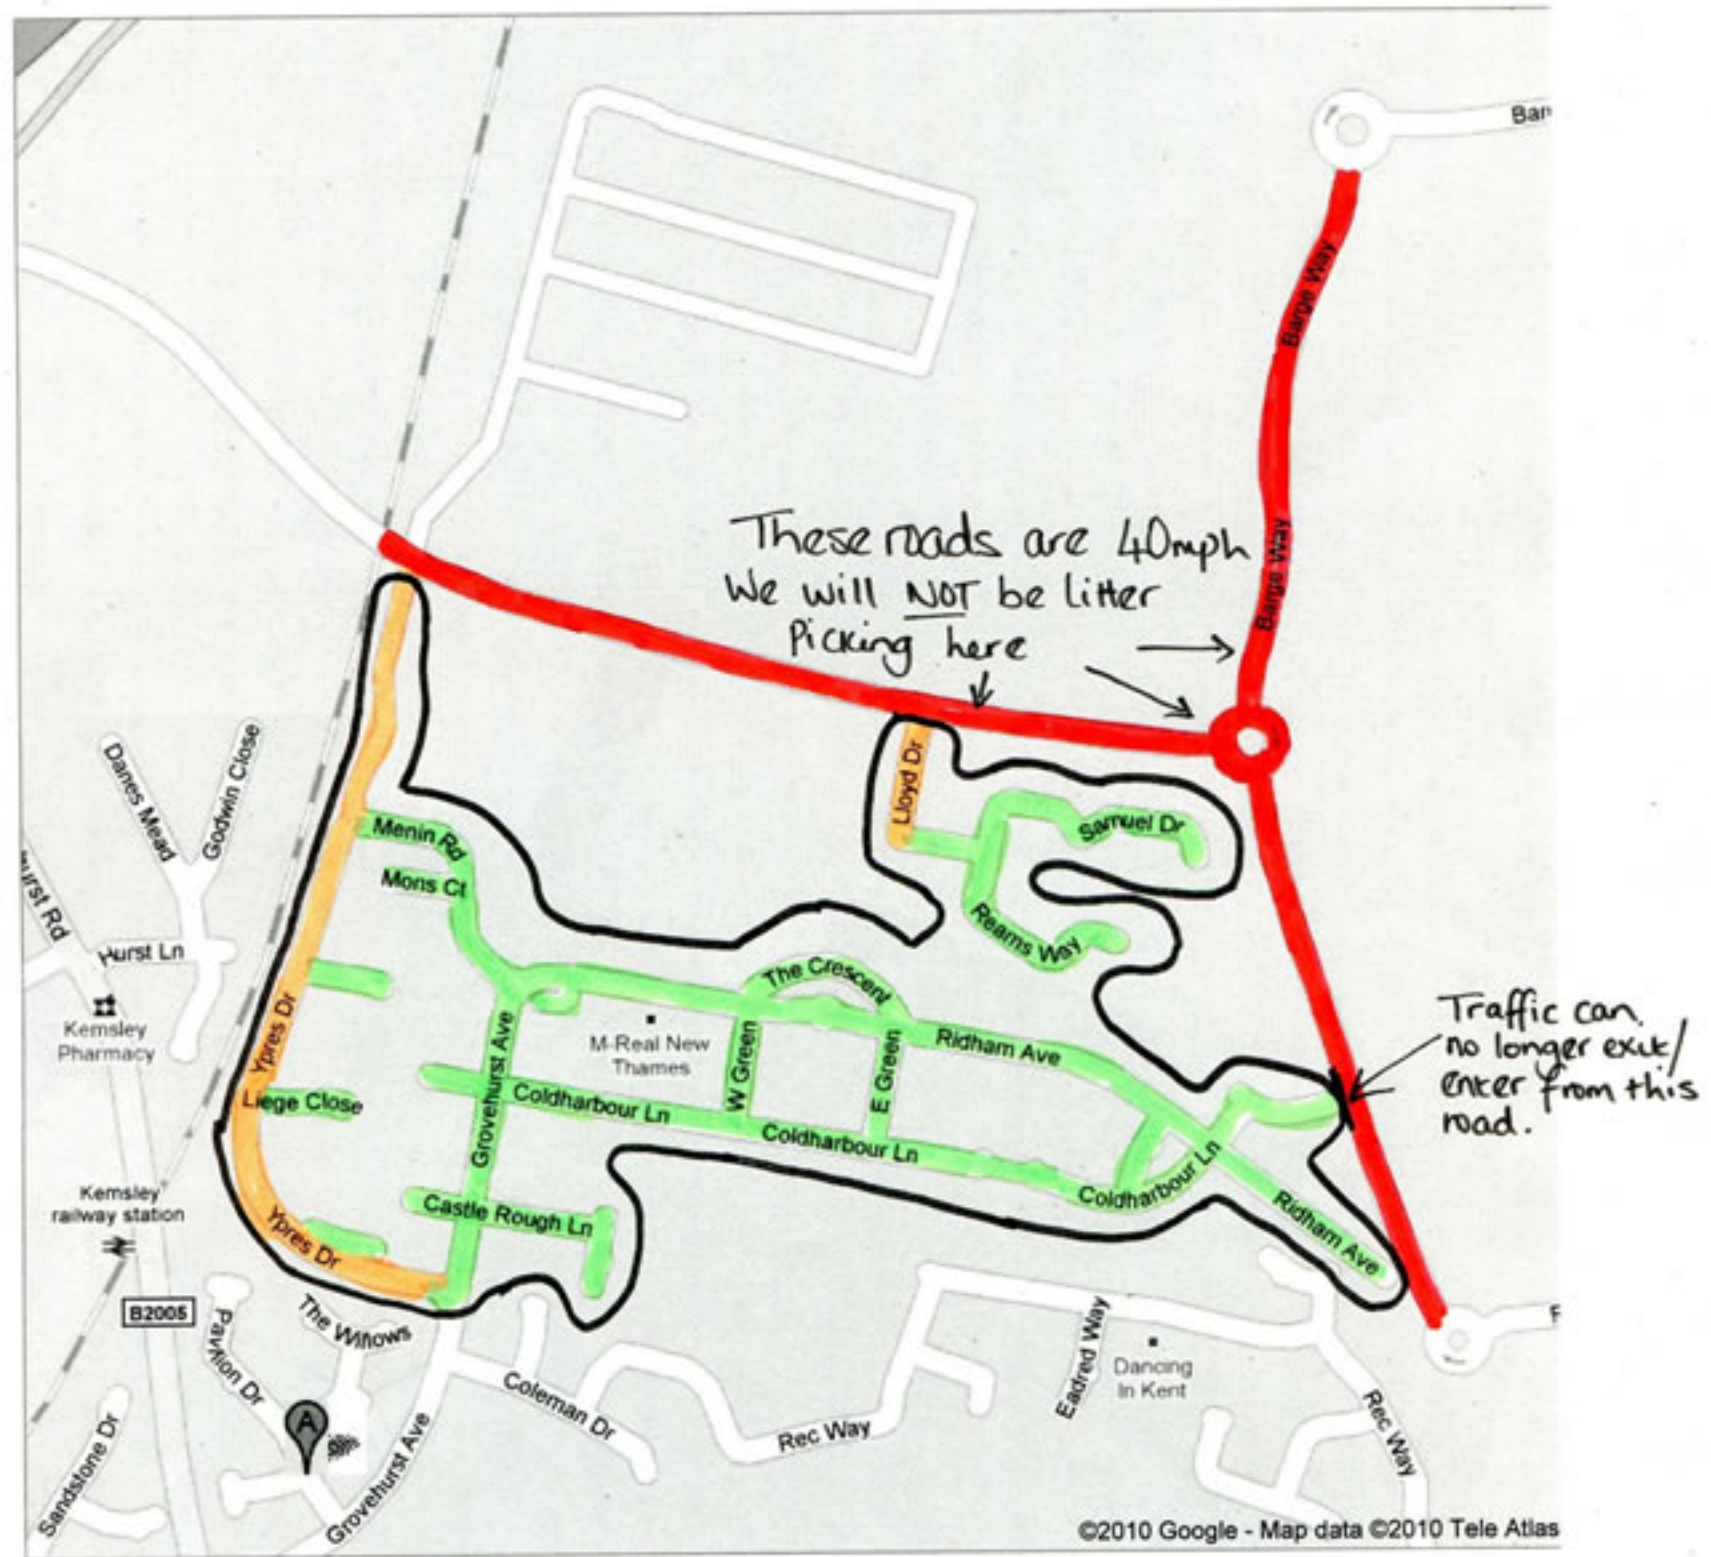 Bar
Barge Way
These roads are 40mph
We will NOT be litter
Picking here
Barge Way
Lloyd Dr
Samuel Dr
Danes Mead
Godwin Close
Menin Rd
Mons Ct
urst Rd
Hurst Ln
Reams Way
The Crescent
Kemsley
Pharmacy
Ypres Dr
M-Real New
Thames
Grovehurst Ave
W Green
E Green
Ridham Ave
Traffic can
no longer exit/
enter from this
road.
Liege Close
Coldharbour Ln
Coldharbour Ln
Coldharbour Ln
Kemsley
railway station
Castle Rough Ln
Ypres Dr
Ridham Ave
B2005
The Willows
Pavilion Dr
A
Coleman Dr
Eadred Way
Dancing
In Kent
Rec Way
Rec Way
Sandstone Dr
Grovehurst Ave
©2010 Google - Map data ©2010 Tele Atlas